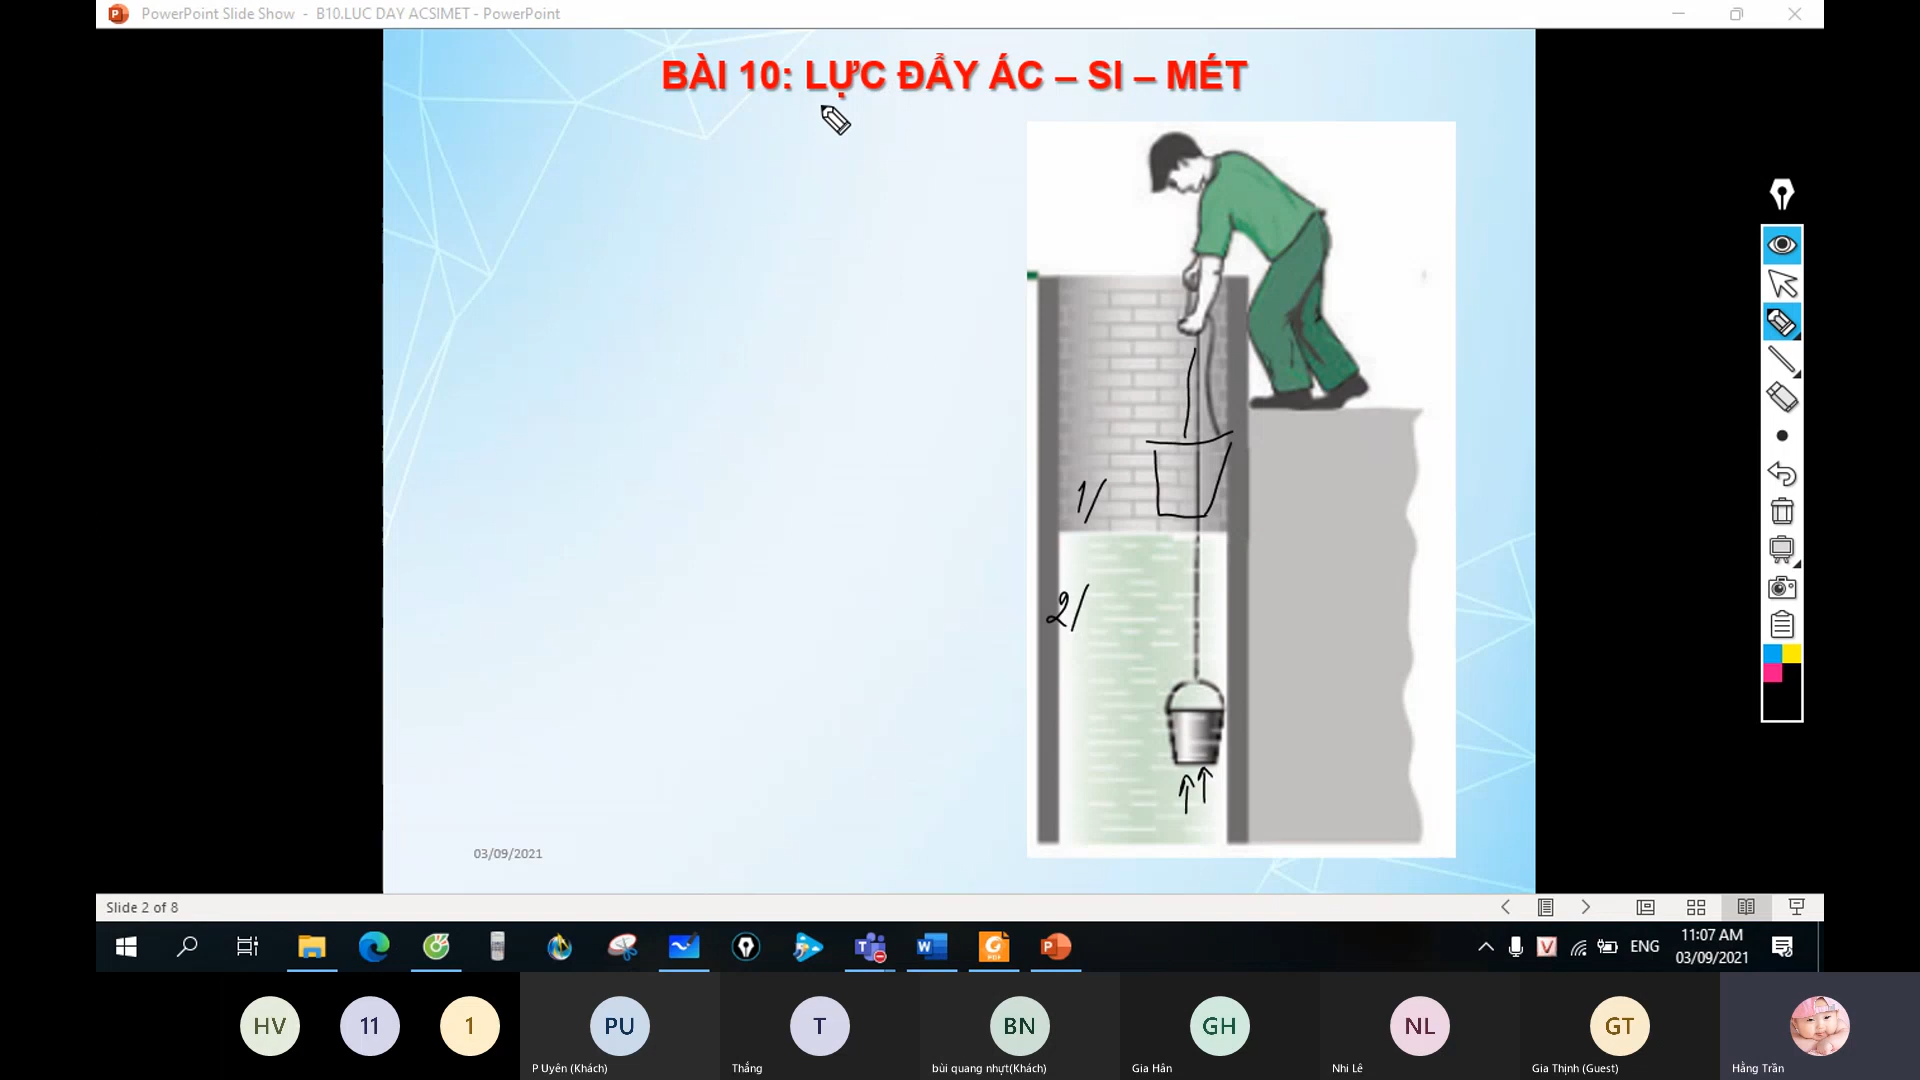 PowerPoint Slide Show - B10.LUC DAY ACSIMET - PowerPoint
BÀI 10: LỰC ĐẨY ÁC – SI – MÉT
1/
2/
03/09/2021
Slide 2 of 8
ENG
11:07 AM
03/09/2021
HV
11
1
PU
T
BN
GH
NL
GT
P Uyên (Khách)
Thắng
bùi quang nhựt(Khách)
Gia Hân
Nhi Lê
Gia Thịnh (Guest)
Hằng Trần